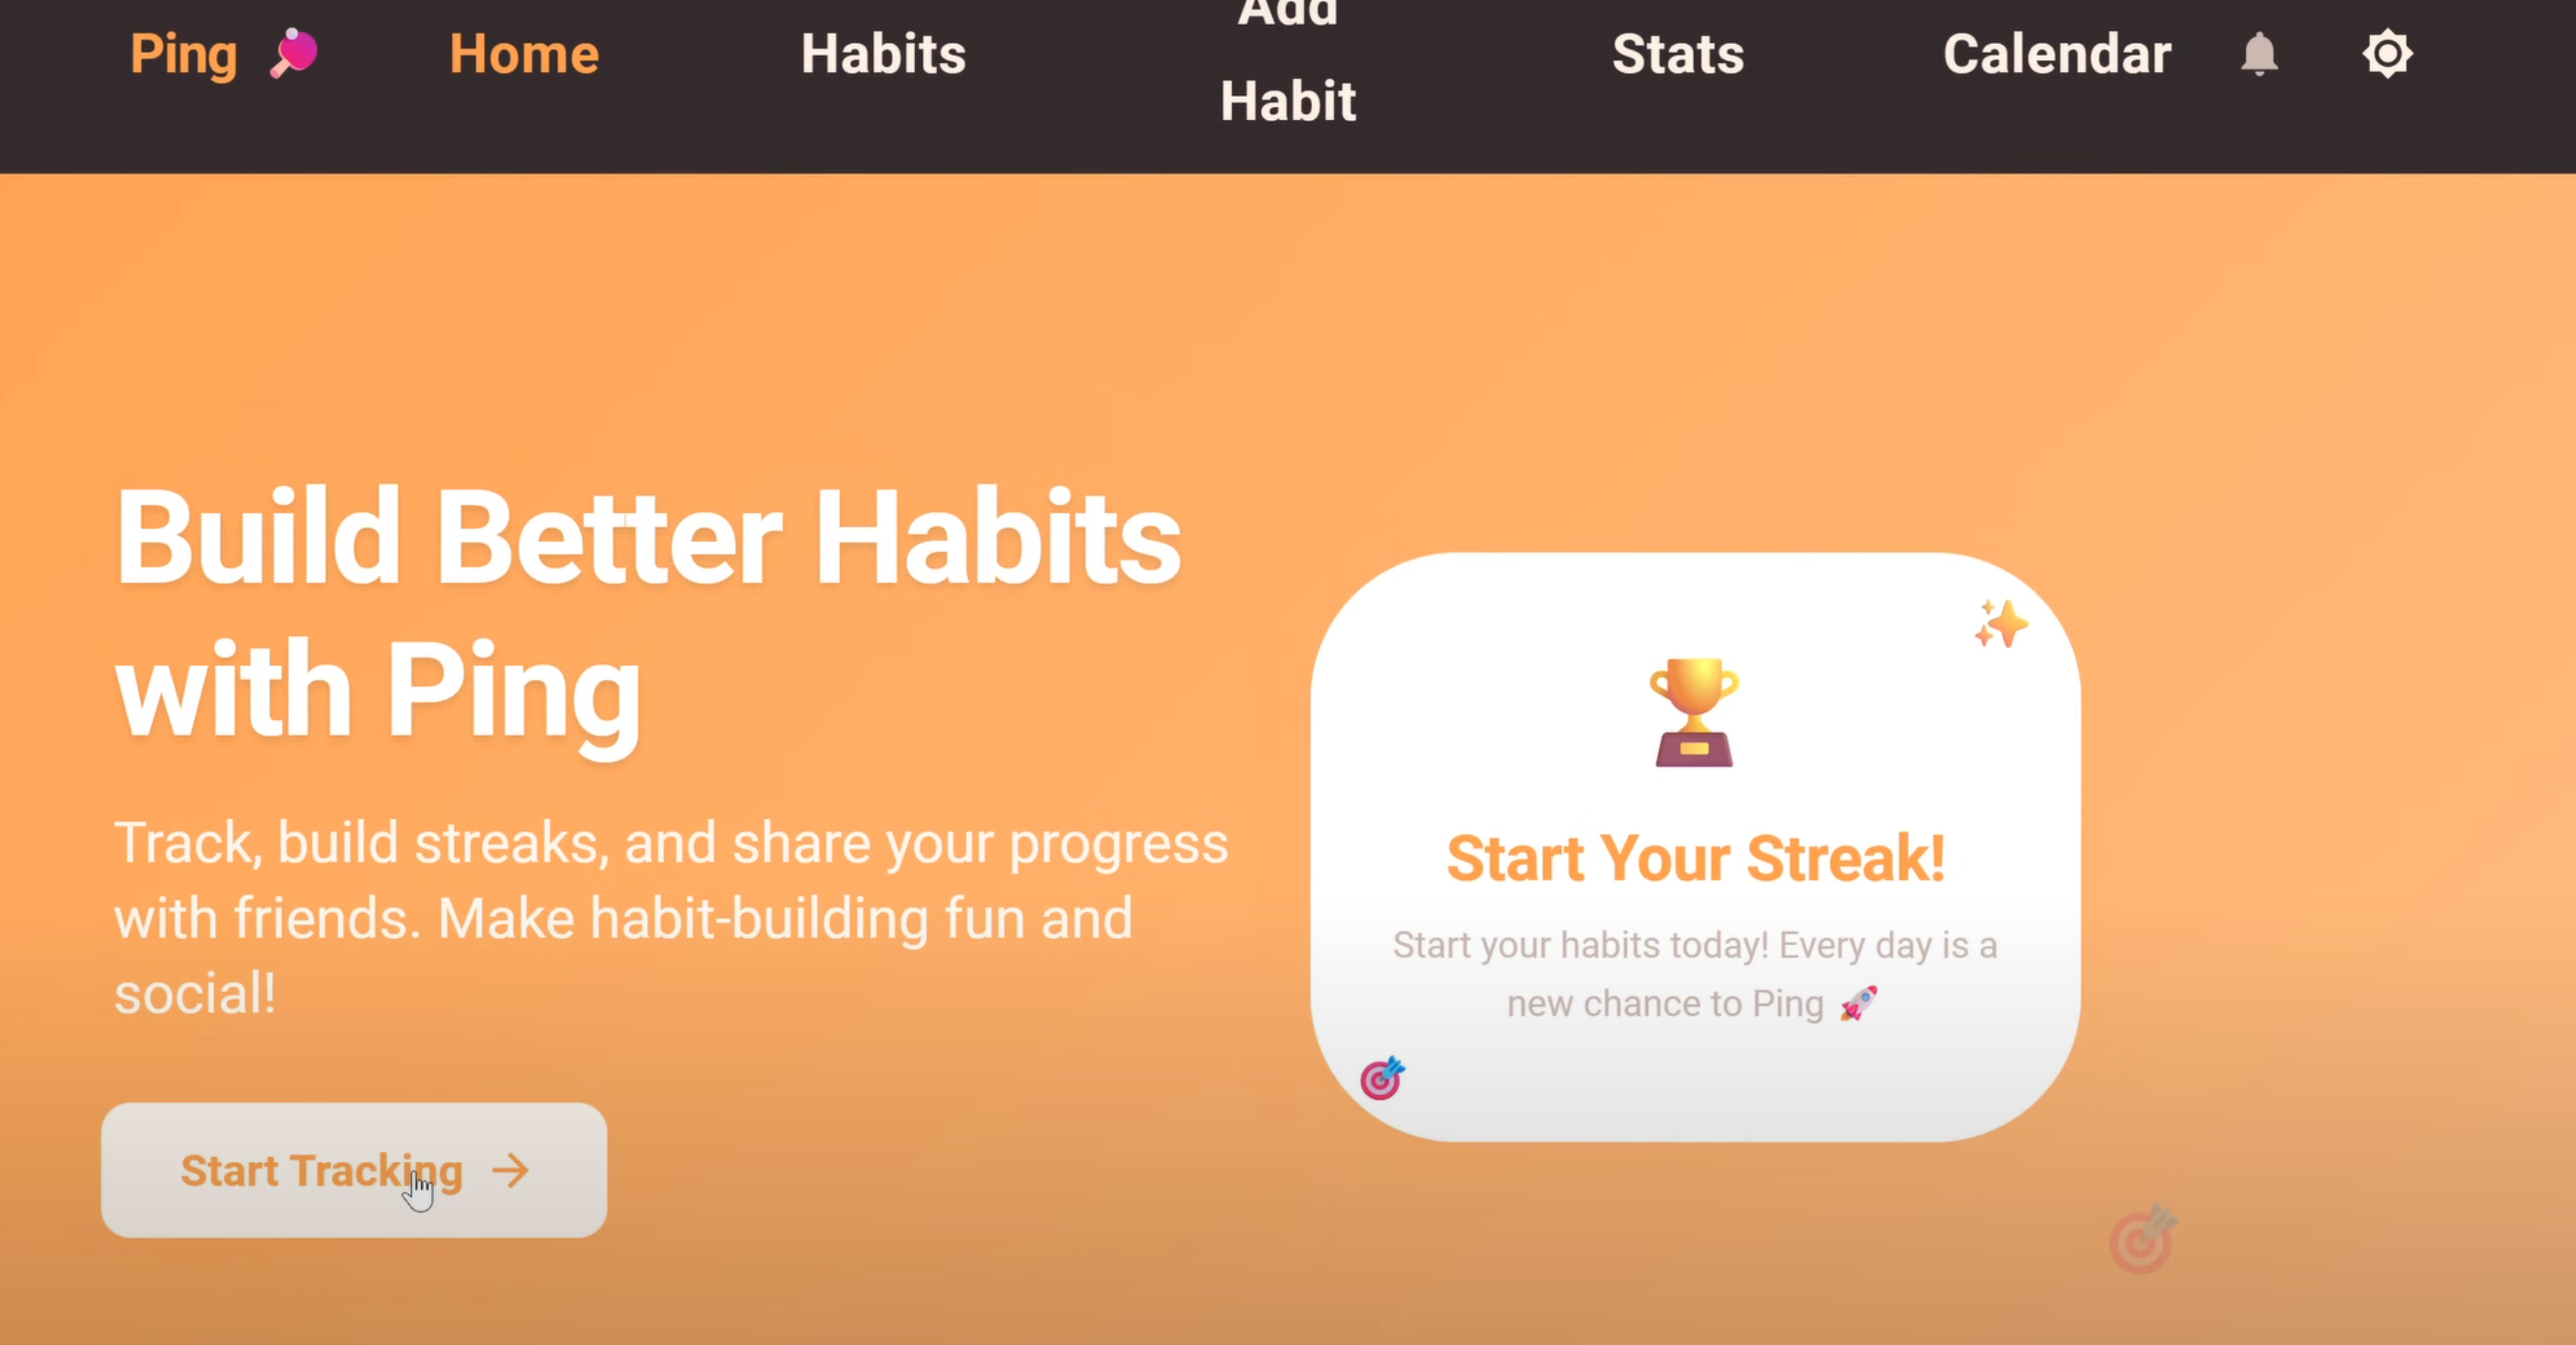 Ping
Home
Habits
Add
Habit
Stats
Calendar
Build Better Habits
with Ping
Track, build streaks, and share your progress
with friends. Make habit-building fun and
social!
Start Tracking
Start Your Streak!
Start your habits today! Every day is a
new chance to Ping